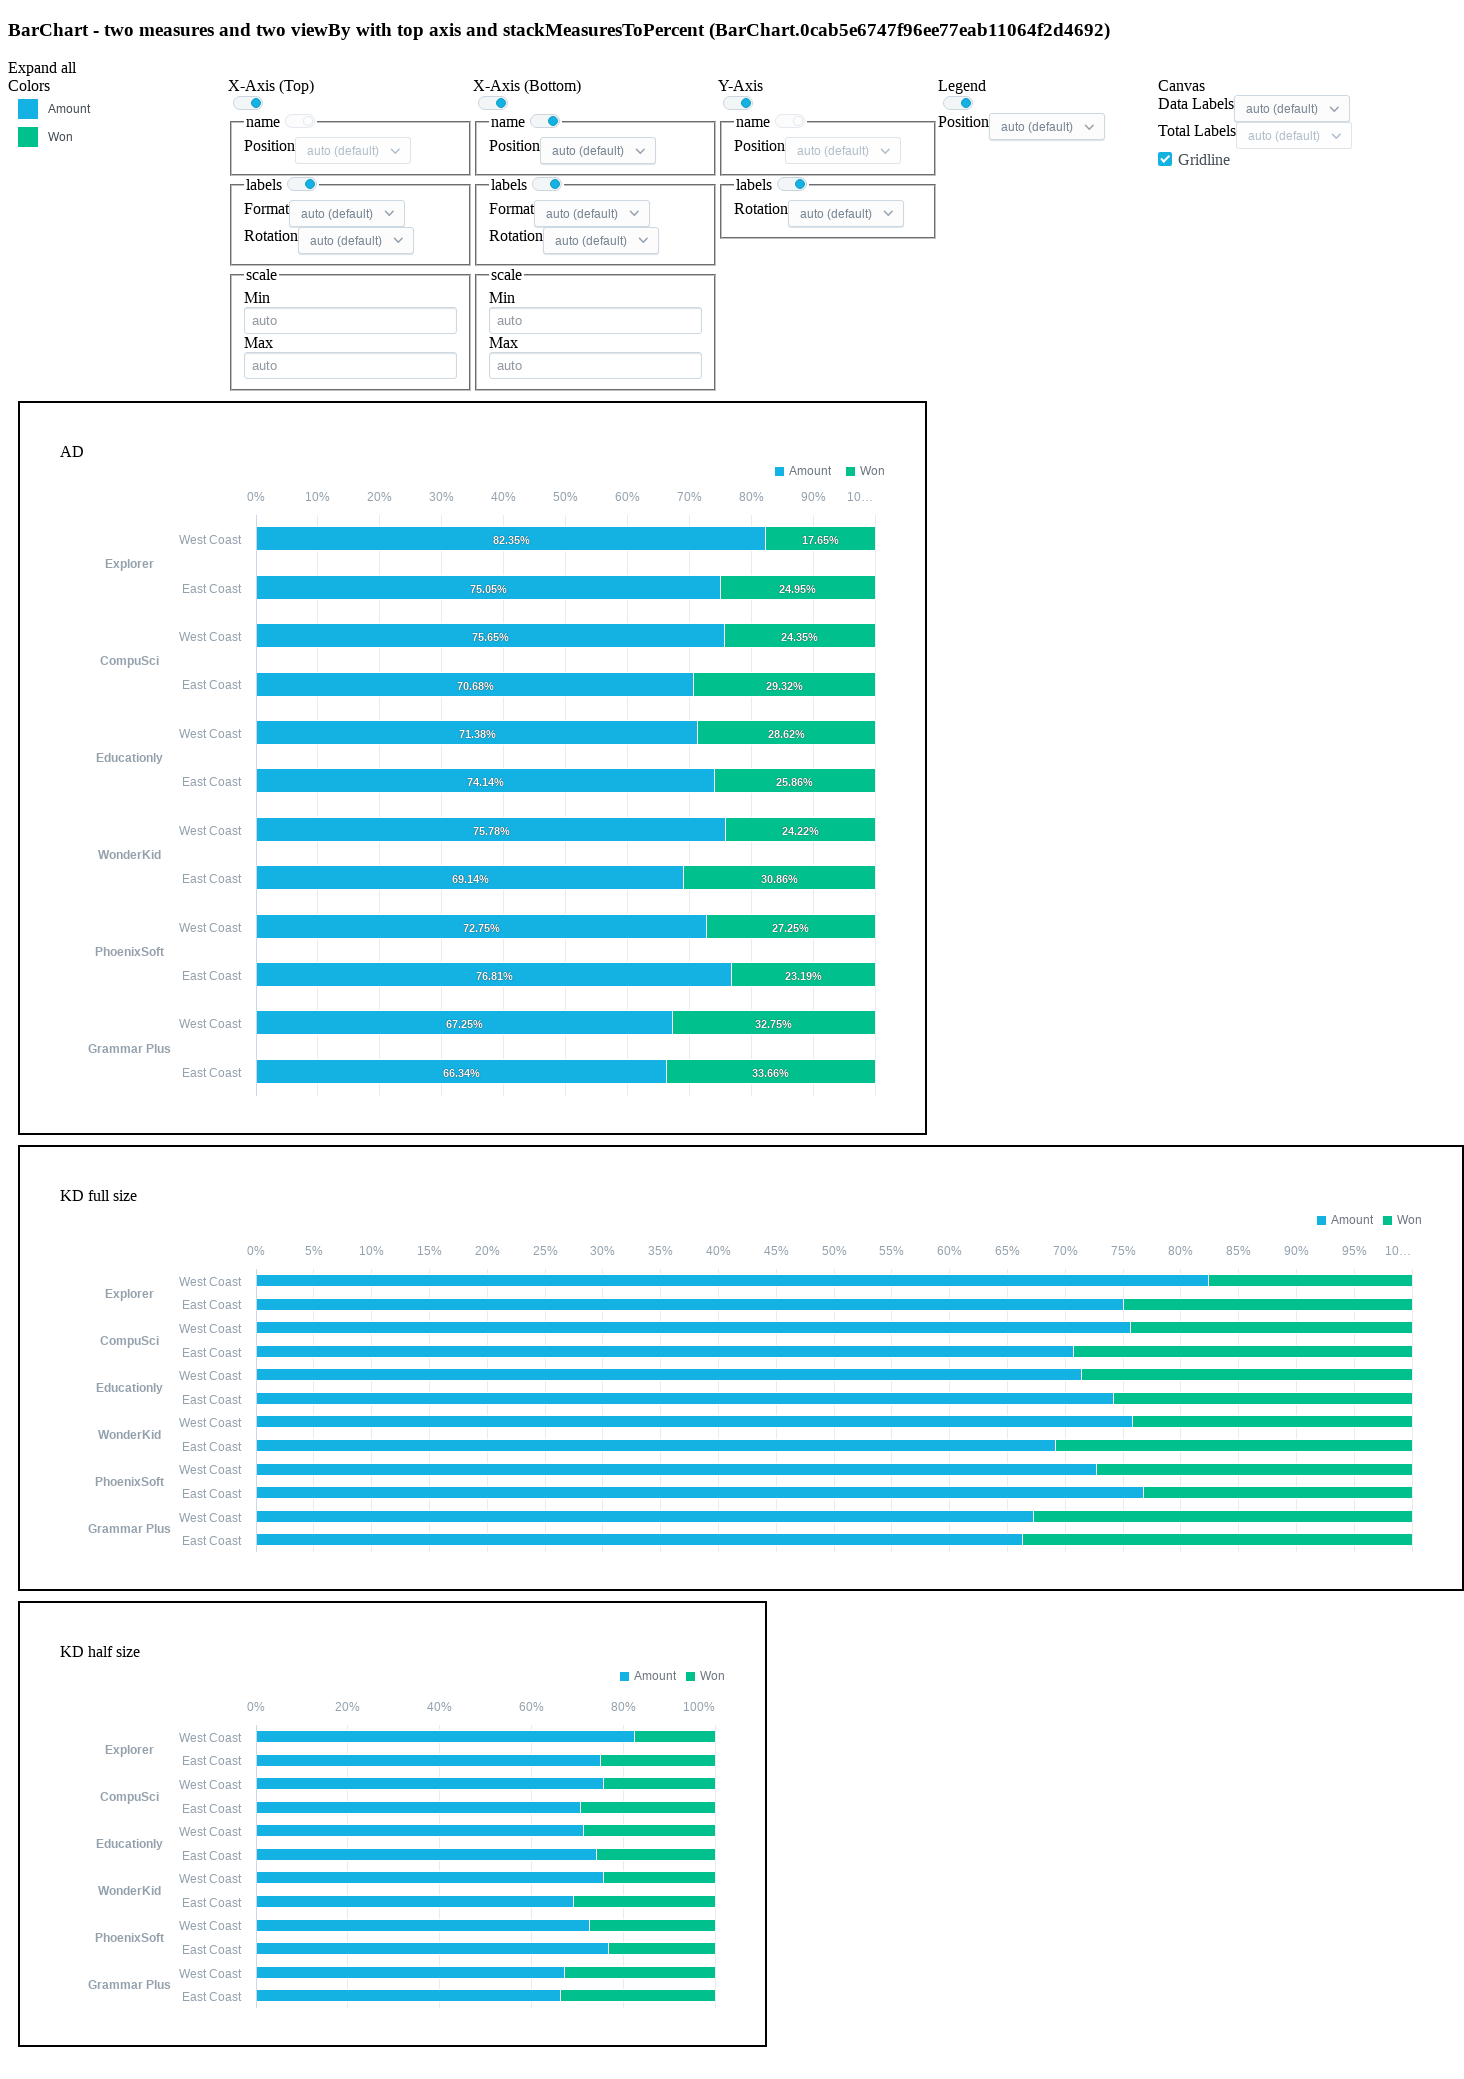 BarChart - two measures and two viewBy with top axis and stackMeasuresToPercent (BarChart.0cab5e6747f96ee77eab11064f2d4692)
Expand all
Colors
Amount
Won
X-Axis (Top)
name
Position auto (default)
labels
Format auto (default)
Rotation auto (default)
scale
Min
auto
Max
auto
X-Axis (Bottom)
name
Position auto (default)
labels
Format auto (default)
Rotation auto (default)
scale
Min
auto
Max
auto
Y-Axis
name
Position auto (default)
labels
Rotation auto (default)
Legend
Position auto (default)
Canvas
Data Labels auto (default)
Total Labels auto (default)
Gridline
AD
Amount Won
0% 10% 20% 30% 40% 50% 60% 70% 80% 90% 10…
West Coast 82.35% 17.65%
Explorer
East Coast 75.05% 24.95%
West Coast 75.65% 24.35%
CompuSci
East Coast 70.68% 29.32%
West Coast 71.38% 28.62%
Educationly
East Coast 74.14% 25.86%
West Coast 75.78% 24.22%
WonderKid
East Coast 69.14% 30.86%
West Coast 72.75% 27.25%
PhoenixSoft
East Coast 76.81% 23.19%
West Coast 67.25% 32.75%
Grammar Plus
East Coast 66.34% 33.66%
KD full size
Amount Won
0% 5% 10% 15% 20% 25% 30% 35% 40% 45% 50% 55% 60% 65% 70% 75% 80% 85% 90% 95% 10…
West Coast
Explorer
East Coast
West Coast
CompuSci
East Coast
West Coast
Educationly
East Coast
West Coast
WonderKid
East Coast
West Coast
PhoenixSoft
East Coast
West Coast
Grammar Plus
East Coast
KD half size
Amount Won
0% 20% 40% 60% 80% 100%
West Coast
Explorer
East Coast
West Coast
CompuSci
East Coast
West Coast
Educationly
East Coast
West Coast
WonderKid
East Coast
West Coast
PhoenixSoft
East Coast
West Coast
Grammar Plus
East Coast